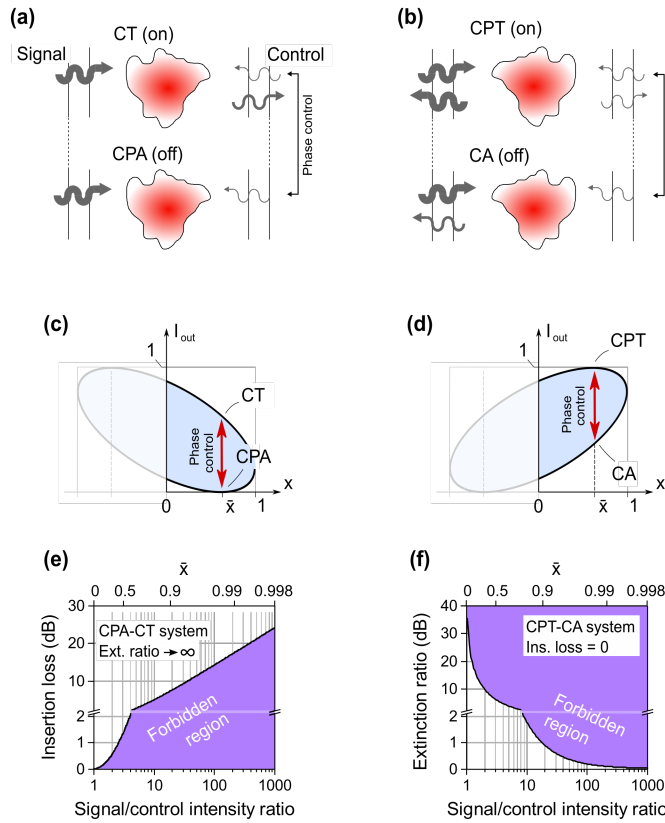 (a)
CT (on)
Signal
Control
Phase control
CPA (off)
(b)
CPT (on)
CA (off)
(c)
I out
1
CT
Phase
control
CPA
0
x̄
1
x
(d)
I out
1
CPT
Phase
control
CA
0
x̄
1
x
(e)
x̄
0 0.5 0.9 0.99 0.998
Insertion loss (dB)
30
20
10
2
1
0
CPA-CT system
Ext. ratio → ∞
Forbidden
region
1 10 100 1000
Signal/control intensity ratio
(f)
x̄
0 0.5 0.9 0.99 0.998
Extinction ratio (dB)
40
30
20
10
2
1
0
CPT-CA system
Ins. loss = 0
Forbidden
region
1 10 100 1000
Signal/control intensity ratio